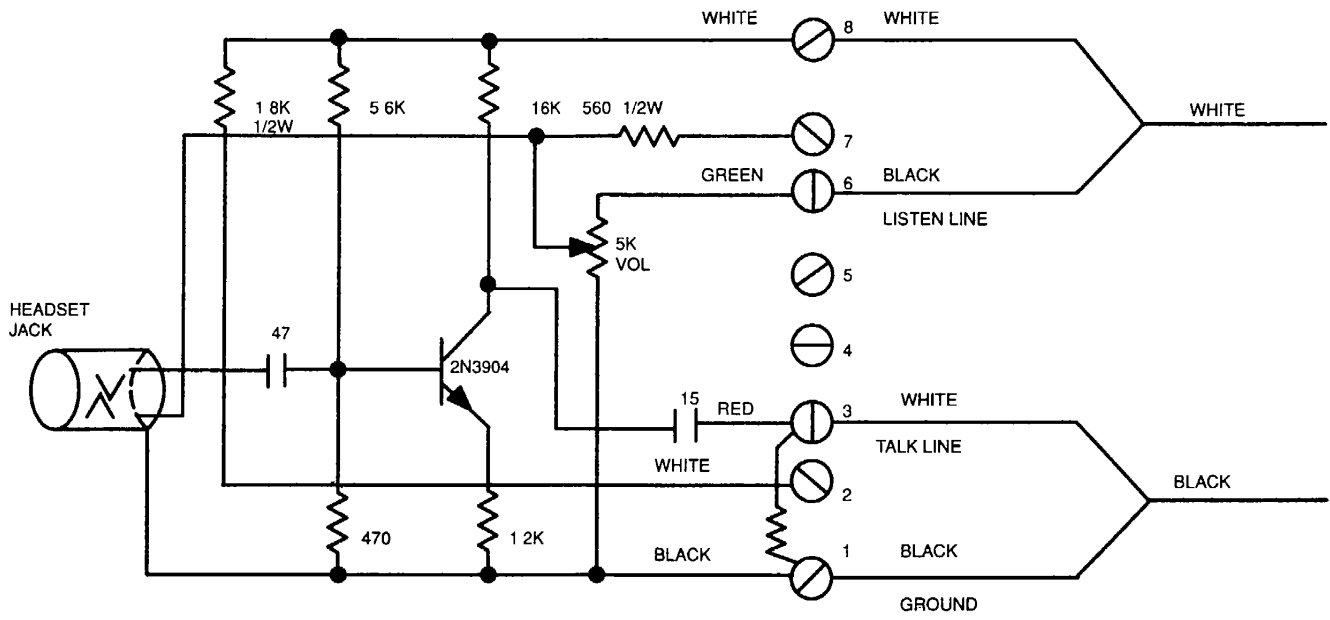 WHITE
8
WHITE
1 8K
1/2W
5 6K
16K
560 1/2W
WHITE
7
GREEN
6
BLACK
LISTEN LINE
5K
VOL
5
HEADSET
JACK
47
4
2N3904
15
RED
3
WHITE
TALK LINE
WHITE
2
BLACK
470
1 2K
BLACK
1
BLACK
GROUND